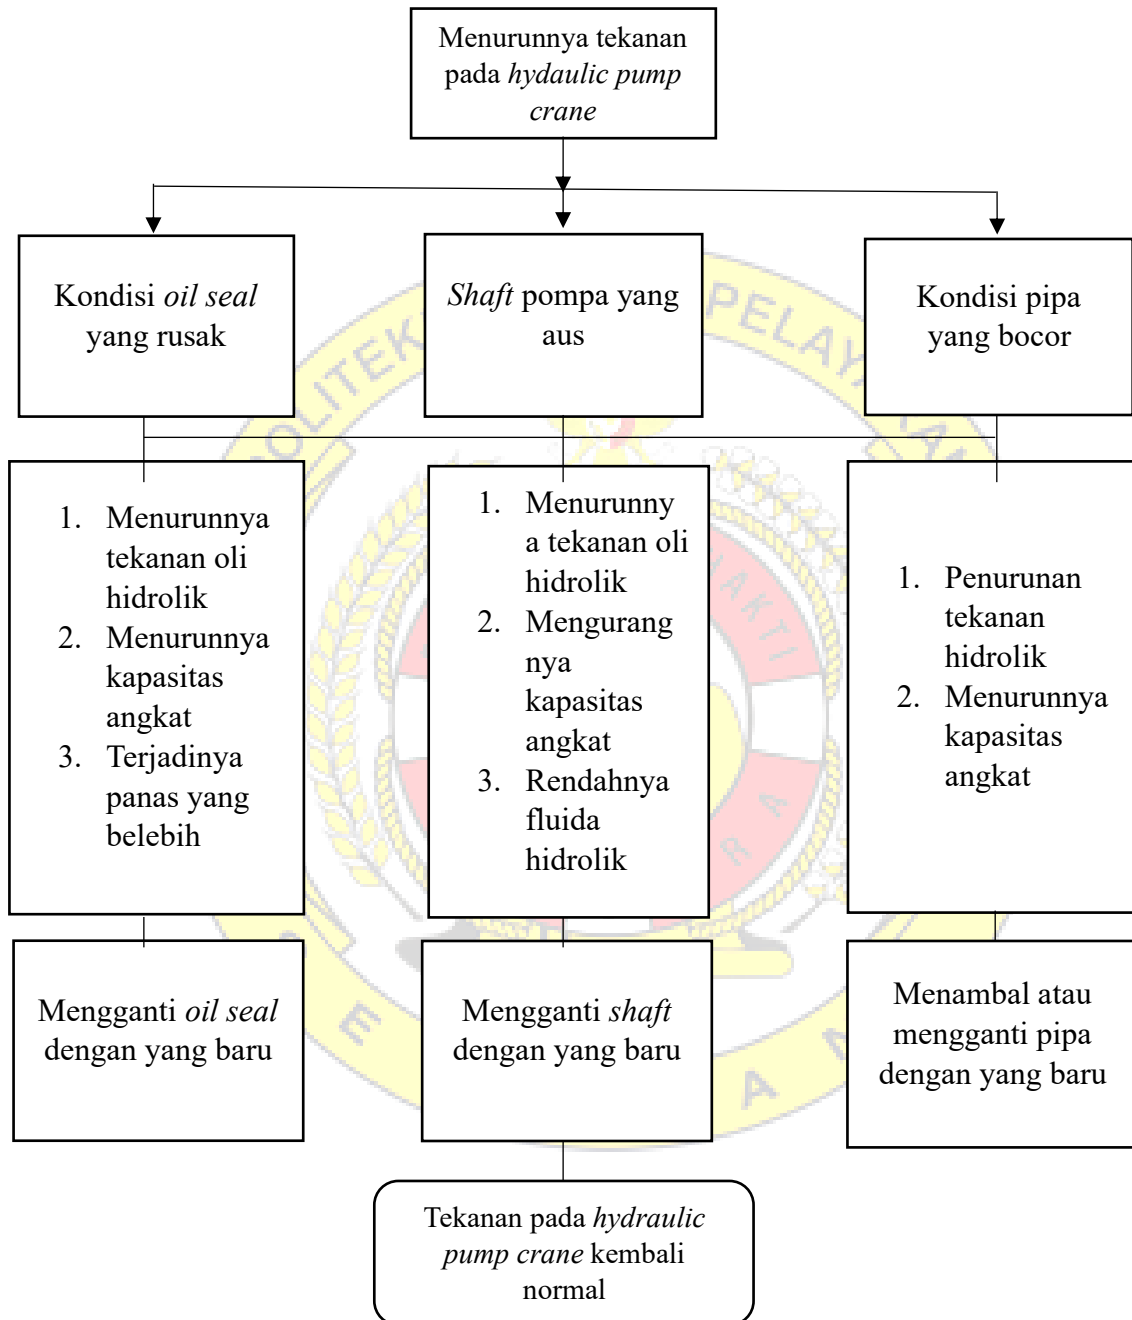 Menurunnya tekanan
pada hydaulic pump
crane
Kondisi oil seal
yang rusak
Shaft pompa yang
aus
Kondisi pipa
yang bocor
1. Menurunnya
tekanan oli
hidrolik
2. Menurunnya
kapasitas
angkat
3. Terjadinya
panas yang
belebih
1. Menurunny
a tekanan oli
hidrolik
2. Mengurang
nya
kapasitas
angkat
3. Rendahnya
fluida
hidrolik
1. Penurunan
tekanan
hidrolik
2. Menurunnya
kapasitas
angkat
Mengganti oil seal
dengan yang baru
Mengganti shaft
dengan yang baru
Menambal atau
mengganti pipa
dengan yang baru
Tekanan pada hydraulic
pump crane kembali
normal